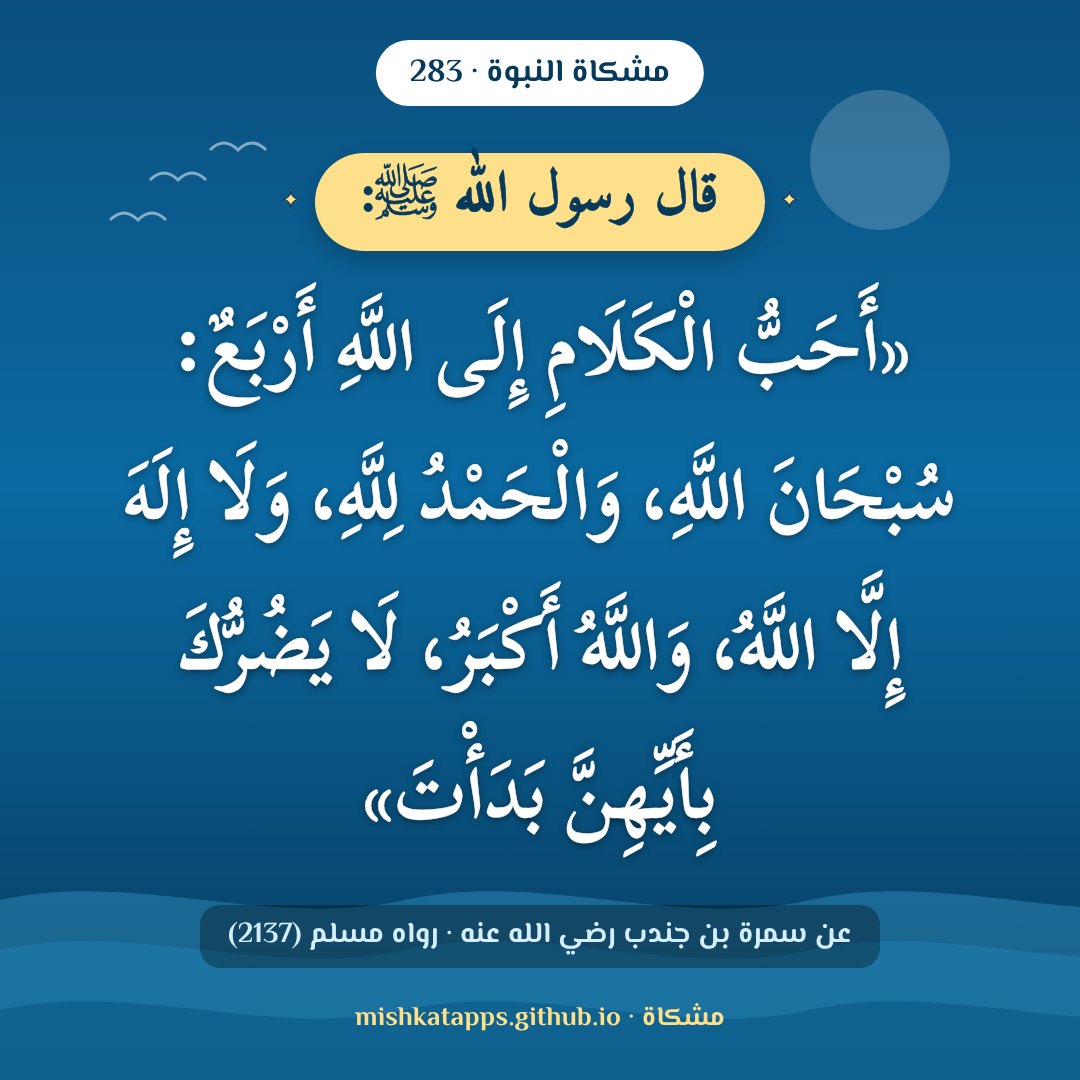 مشكاة النبوة · 283
قال رسول الله ﷺ:
«أَحَبُّ الْكَلَامِ إِلَى اللَّهِ أَرْبَعٌ:
سُبْحَانَ اللَّهِ، وَالْحَمْدُ لِلَّهِ، وَلَا إِلَهَ
إِلَّا اللَّهُ، وَاللَّهُ أَكْبَرُ، لَا يَضُرُّكَ
بِأَيِّهِنَّ بَدَأْتَ»
عن سمرة بن جندب رضي الله عنه · رواه مسلم (2137)
مشكاة · mishkatapps.github.io